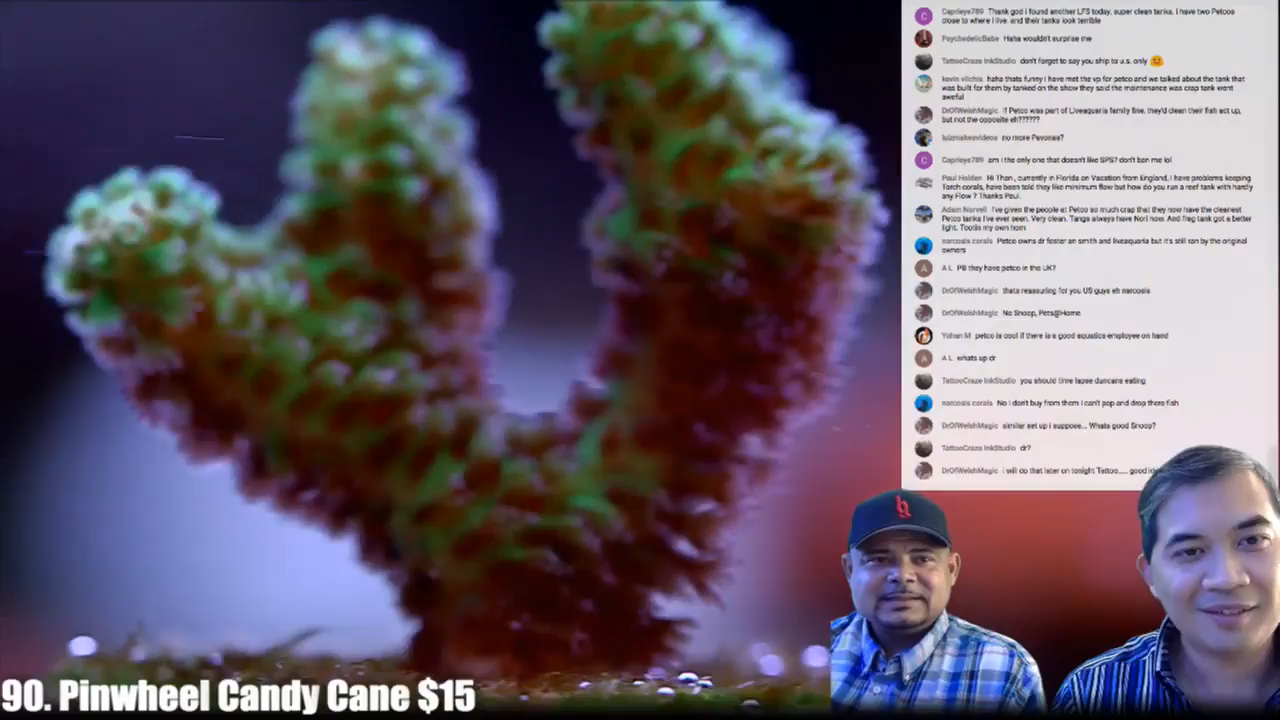 Caprieye789 Thank god i found another LFS today, super clean tanks. i have two Petcos
close to where i live. and their tanks look terrible
PsychedelicBabe Haha wouldn't surprise me
TattooCraze InkStudio don't forget to say you ship to u.s. only
kevin vilchis haha thats funny i have met the vp for petco and we talked about the tank that
was built for them by tanked on the show they said the maintenance was crap tank went
aweful
DrOfWelshMagic if Petco was part of Liveaquaria family line, they'd clean their fish act up,
but not the opposite eh??????
luizmakesvideos no more Pavonas?
Caprieye789 am i the only one that doesn't like SPS? don't ban me lol
Paul Holden Hi Than , currently in Florida on Vacation from England, i have problems keeping
Torch corals, have been told they like minimum flow but how do you run a reef tank with hardly
any Flow ? Thanks Paul.
Adam Norvell I've given the people at Petco so much crap that they now have the cleanest
Petco tanks I've ever seen. Very clean. Tangs always have Nori now. And frag tank got a better
light. Toots my own horn
narcosis corals Petco owns dr foster an smith and liveaquaria but it's still ran by the original
owners
A L PB they have petco in the UK?
DrOfWelshMagic thats reassuring for you US guys eh narcosis
DrOfWelshMagic No Snoop, Pets@Home
Yohan M petco is cool if there is a good aquatics employee on hand
A L whats up dr
TattooCraze InkStudio you should time lapse duncans eating
narcosis corals No i don't buy from them i can't pop and drop there fish
DrOfWelshMagic similar set up i suppose... Whats good Snoop?
TattooCraze InkStudio dr?
DrOfWelshMagic i will do that later on tonight Tattoo..... good
90. Pinwheel Candy Cane $15